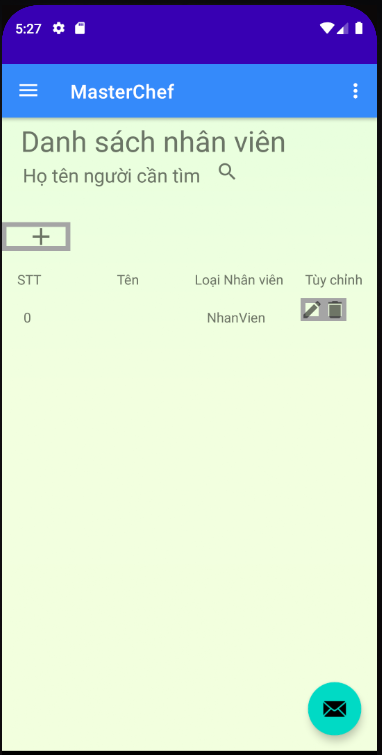 5:27
MasterChef
Danh sách nhân viên
Họ tên người cần tìm
STT Tên Loại Nhân viên Tùy chỉnh
0 NhanVien